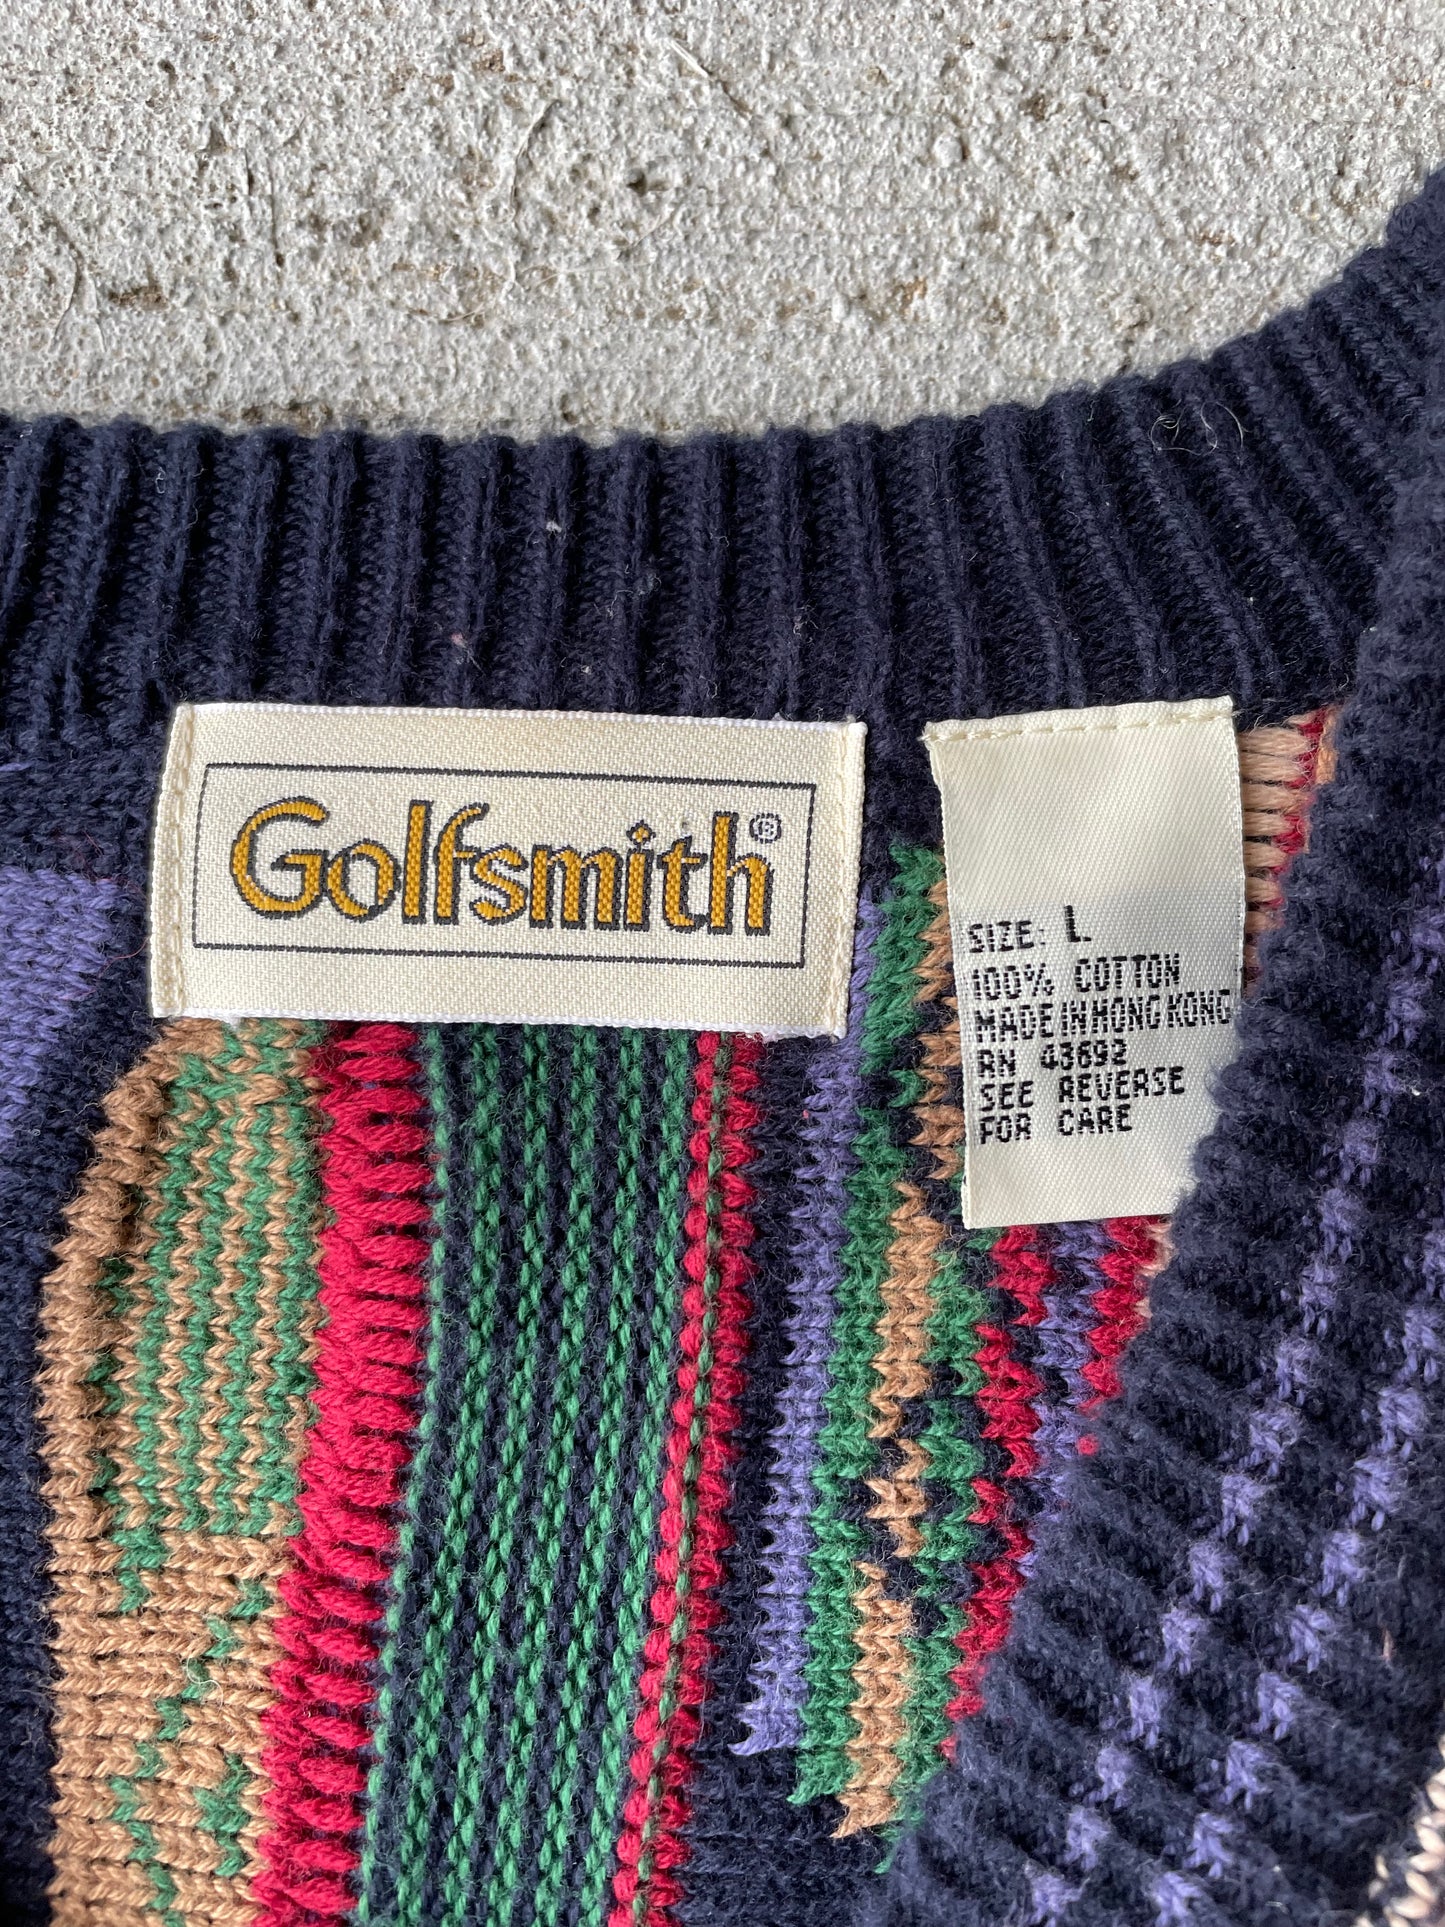 Golfsmith®
SIZE: L
100% COTTON
MADE IN HONG KONG
RN 43692
SEE REVERSE
FOR CARE